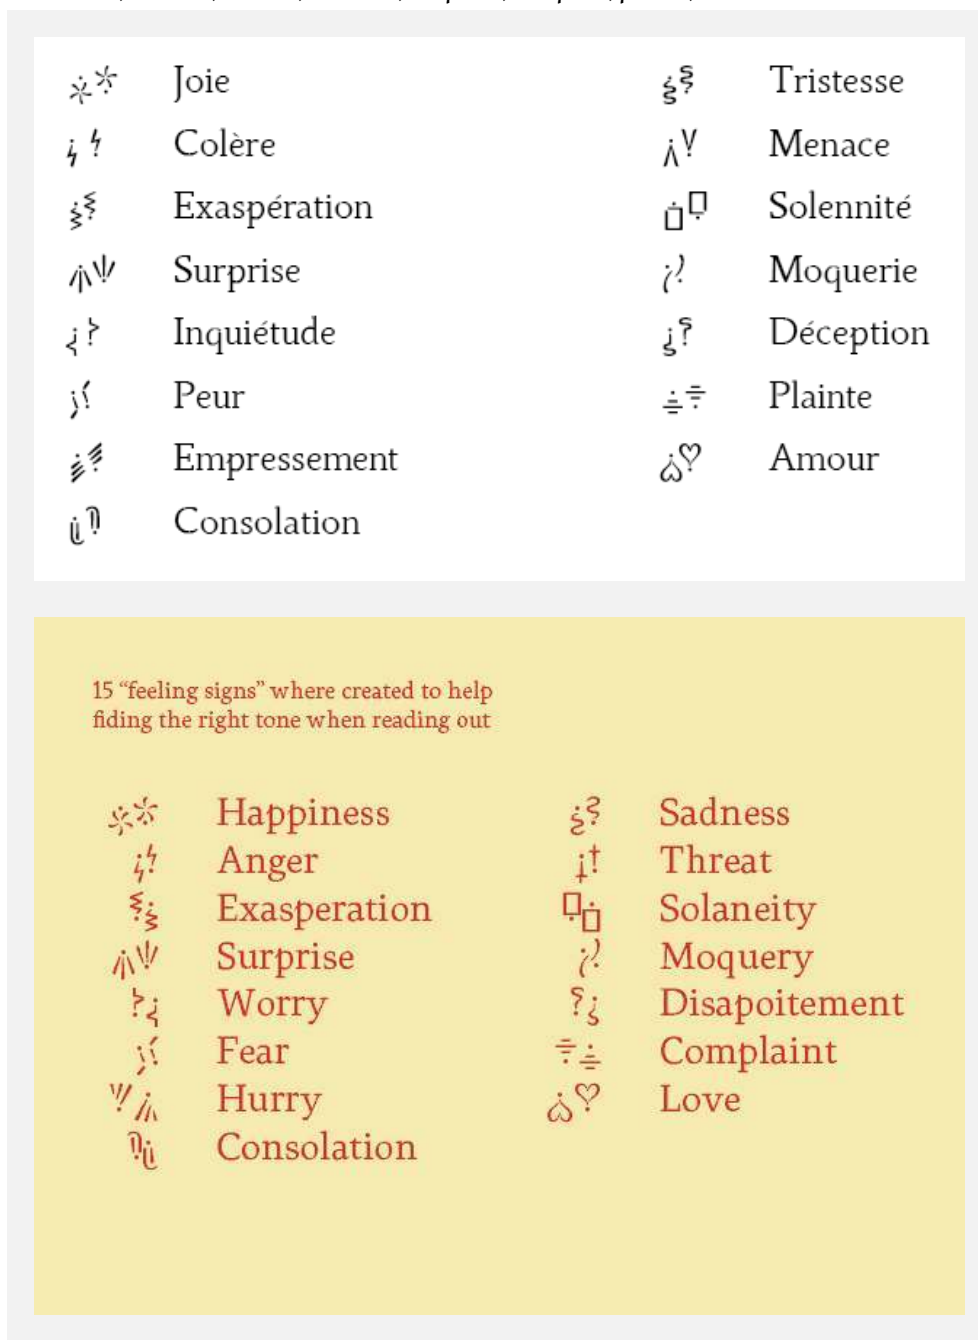 Joie
Colère
Exaspération
Surprise
Inquiétude
Peur
Empressement
Consolation
Tristesse
Menace
Solennité
Moquerie
Déception
Plainte
Amour
15 “feeling signs” where created to help
fiding the right tone when reading out
Happiness
Anger
Exasperation
Surprise
Worry
Fear
Hurry
Consolation
Sadness
Threat
Solaneity
Moquery
Disapoitement
Complaint
Love